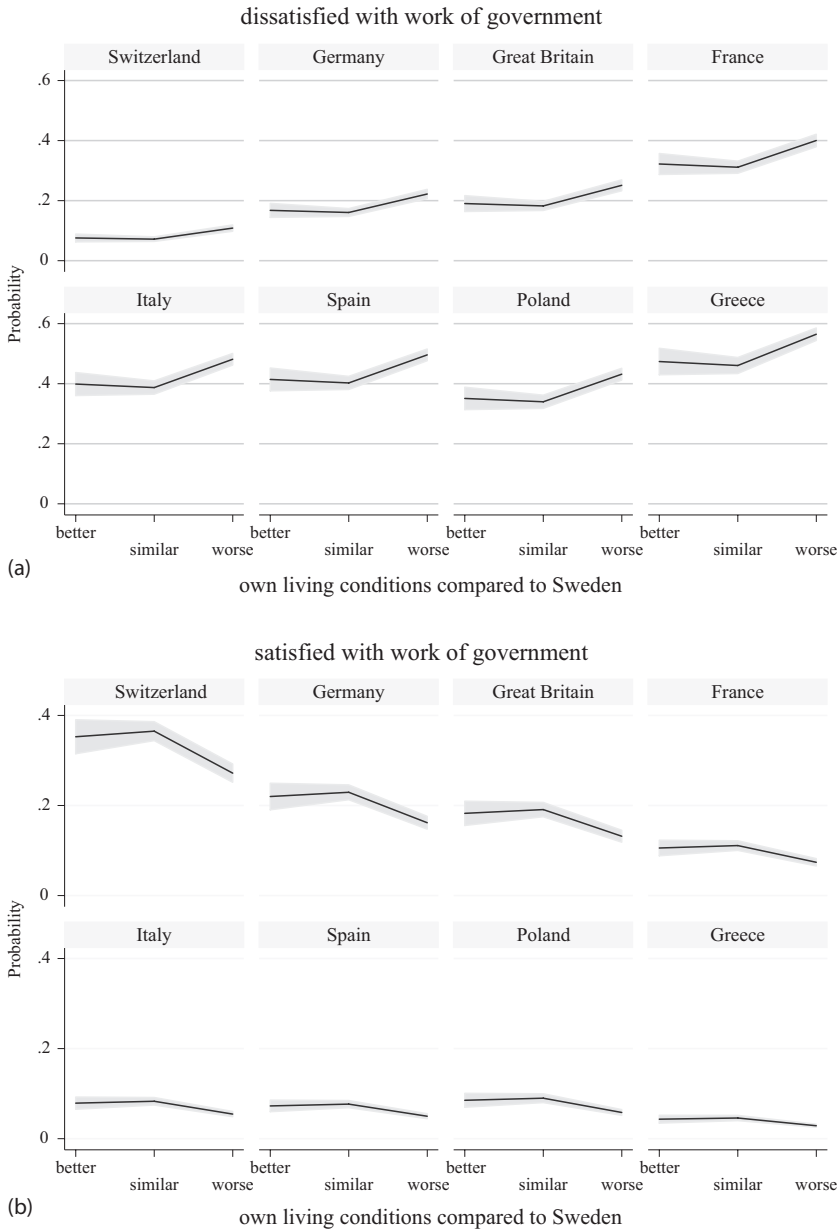 dissatisfied with work of government
Switzerland Germany Great Britain France
.6
.4
.2
0
Italy Spain Poland Greece
.6
.4
.2
0
Probability
better better better better
similar worse similar worse similar worse similar worse
(a)
own living conditions compared to Sweden
satisfied with work of government
Switzerland Germany Great Britain France
.4
.2
0
Italy Spain Poland Greece
.4
.2
0
Probability
better better better better
similar worse similar worse similar worse similar worse
(b)
own living conditions compared to Sweden